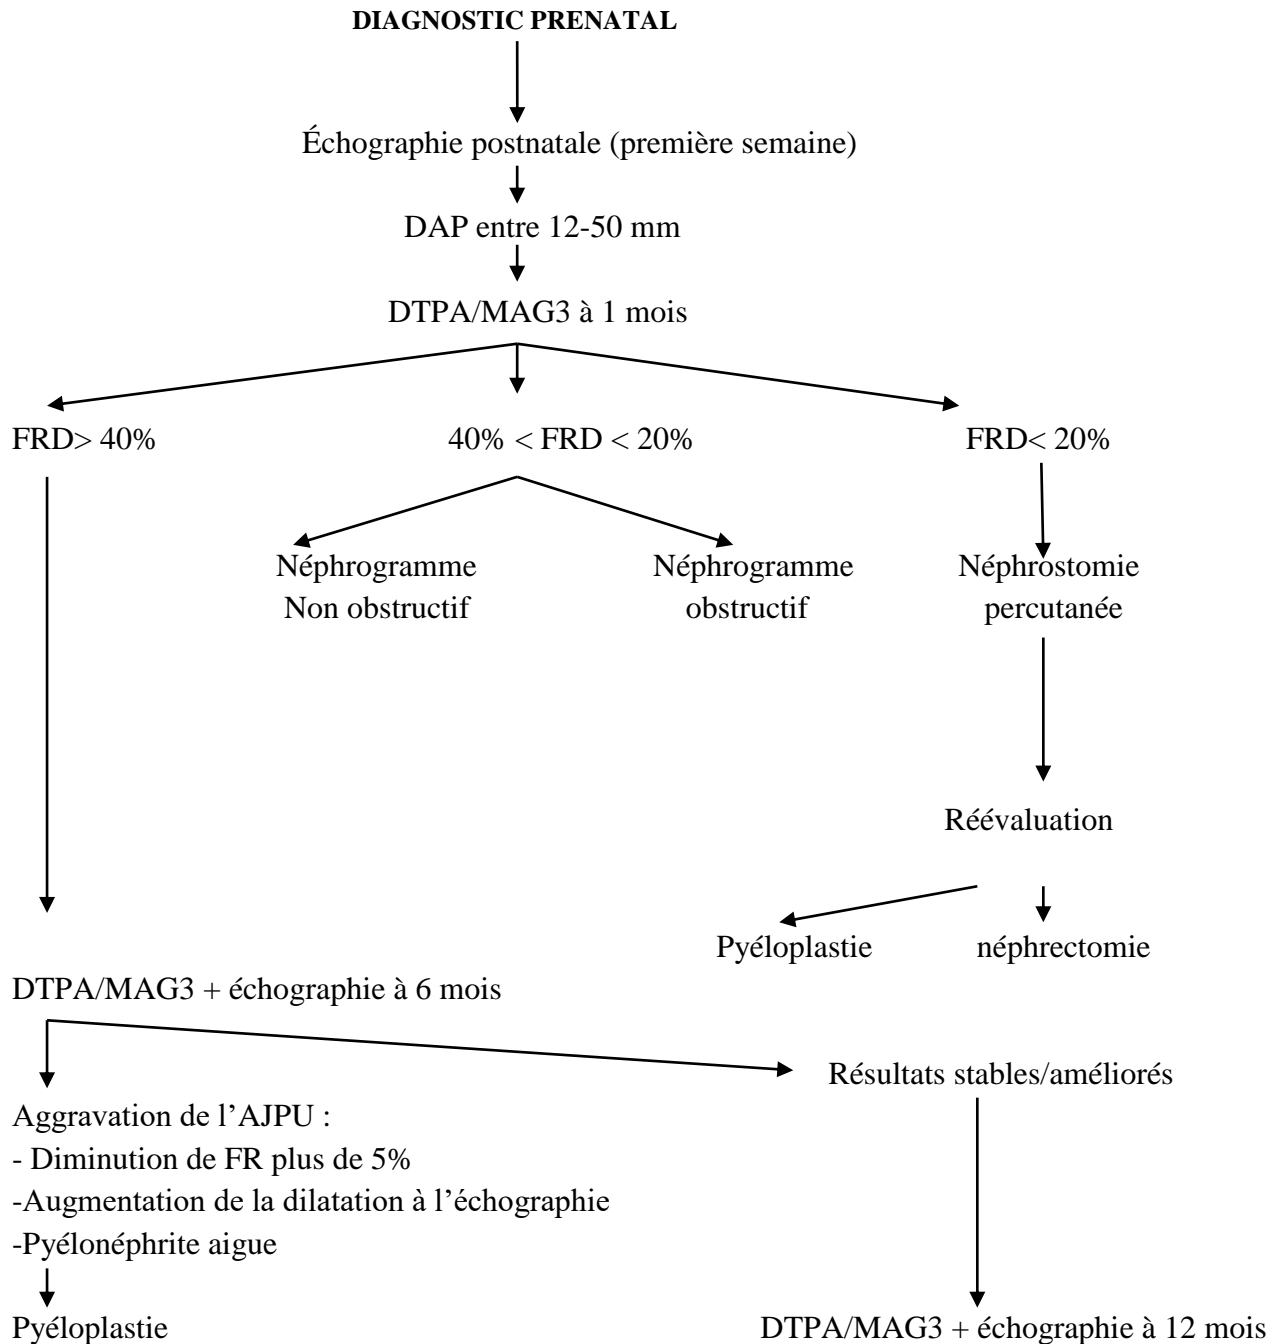 DIAGNOSTIC PRENATAL
Échographie postnatale (première semaine)
DAP entre 12-50 mm
DTPA/MAG3 à 1 mois
FRD> 40%
40% < FRD < 20%
FRD< 20%
Néphrogramme
Non obstructif
Néphrogramme
obstructif
Néphrostomie
percutanée
Réévaluation
Pyéloplastie
néphrectomie
DTPA/MAG3 + échographie à 6 mois
Résultats stables/améliorés
Aggravation de l’AJPU :
- Diminution de FR plus de 5%
-Augmentation de la dilatation à l’échographie
-Pyélonéphrite aigue
Pyéloplastie
DTPA/MAG3 + échographie à 12 mois